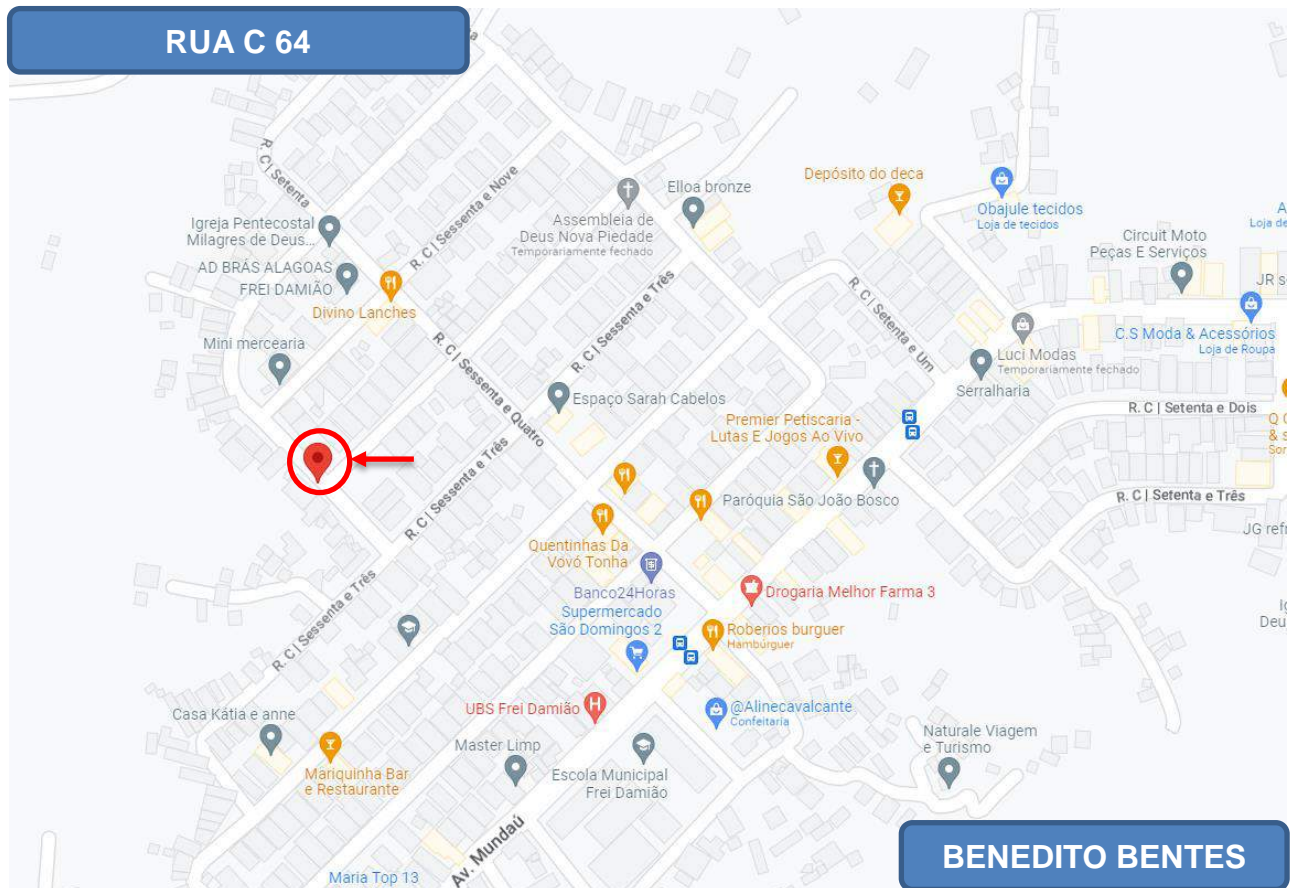 RUA C 64
R. C | Setenta
Igreja Pentecostal
Milagres de Deus...
AD BRÁS ALAGOAS
FREI DAMIÃO
Divino Lanches
Mini mercearia
R. C | Sessenta e Nove
Assembleia de
Deus Nova Piedade
Temporariamente fechado
Elloa bronze
Depósito do deca
Obajule tecidos
Loja de tecidos
Circuit Moto
Peças E Serviços
A
Loja de
JR s
C.S Moda & Acessórios
Loja de Roupa
Luci Modas
Temporariamente fechado
Serralharia
R. C | Setenta e Um
R. C | Sessenta e Três
R. C | Sessenta e Quatro
Espaço Sarah Cabelos
Premier Petiscaria -
Lutas E Jogos Ao Vivo
R. C | Setenta e Dois
R. C | Sessenta e Três
Paróquia São João Bosco
R. C | Setenta e Três
JG refri
Quentinhas Da
Vovó Tonha
Banco24Horas
Drogaria Melhor Farma 3
Supermercado
São Domingos 2
Roberios burguer
Hambúrguer
R. C | Sessenta e Três
Deu
UBS Frei Damião
@Alinecavalcante
Confeitaria
Casa Kátia e anne
Master Limp
Naturale Viagem
e Turismo
Mariquinha Bar
e Restaurante
Escola Municipal
Frei Damião
Av. Mundaú
Maria Top 13
BENEDITO BENTES